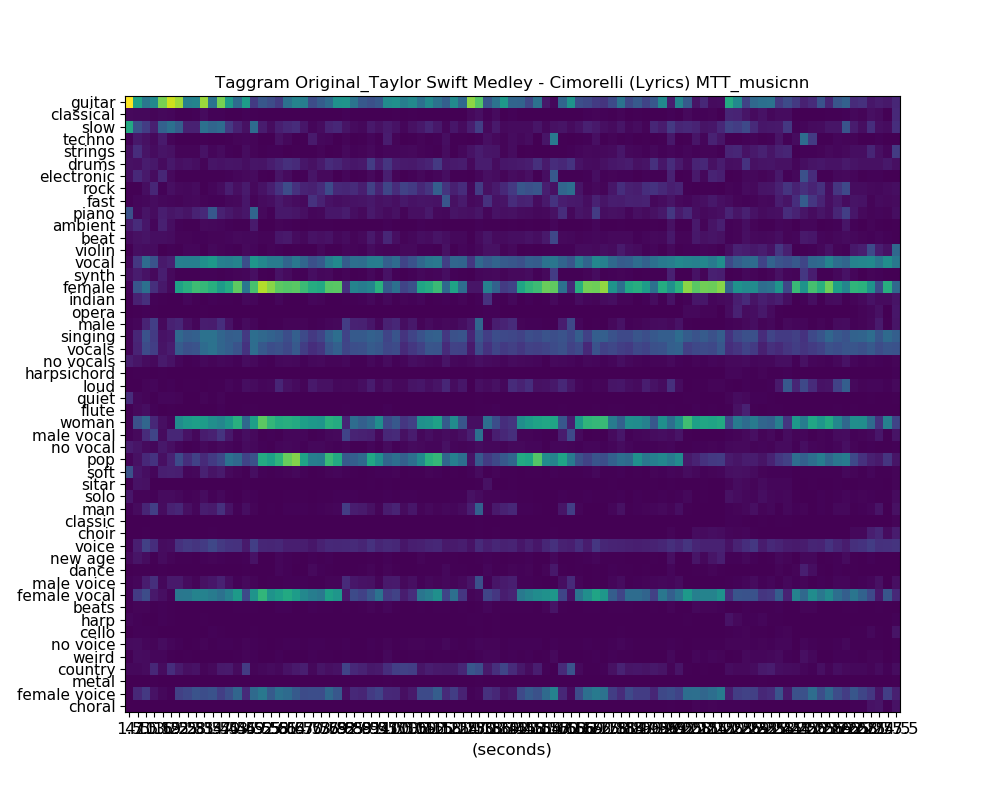 Taggram Original_Taylor Swift Medley - Cimorelli (Lyrics) MTT_musicnn
guitar
classical
slow
techno
strings
drums
electronic
rock
fast
piano
ambient
beat
violin
vocal
synth
female
indian
opera
male
singing
vocals
no vocals
harpsichord
loud
quiet
flute
woman
male vocal
no vocal
pop
soft
sitar
solo
man
classic
choir
voice
new age
dance
male voice
female vocal
beats
harp
cello
no voice
weird
country
metal
female voice
choral
(seconds)